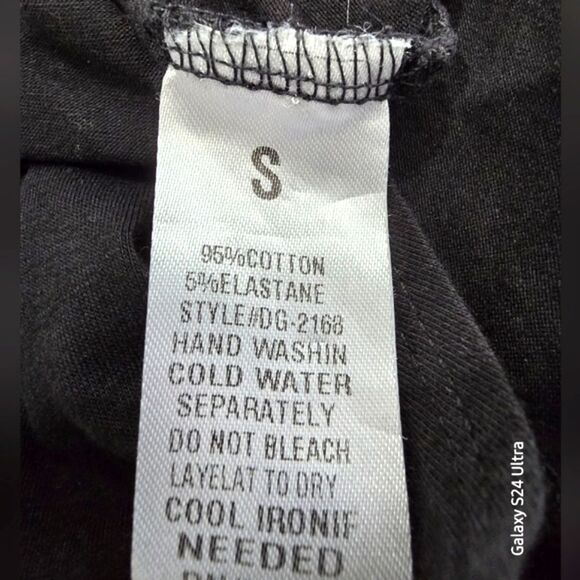 S
95%COTTON
5%ELASTANE
STYLE#DG-2168
HAND WASHIN
COLD WATER
SEPARATELY
DO NOT BLEACH
LAYELAT TO DRY
COOL IRONIF
NEEDED
Galaxy S24 Ultra